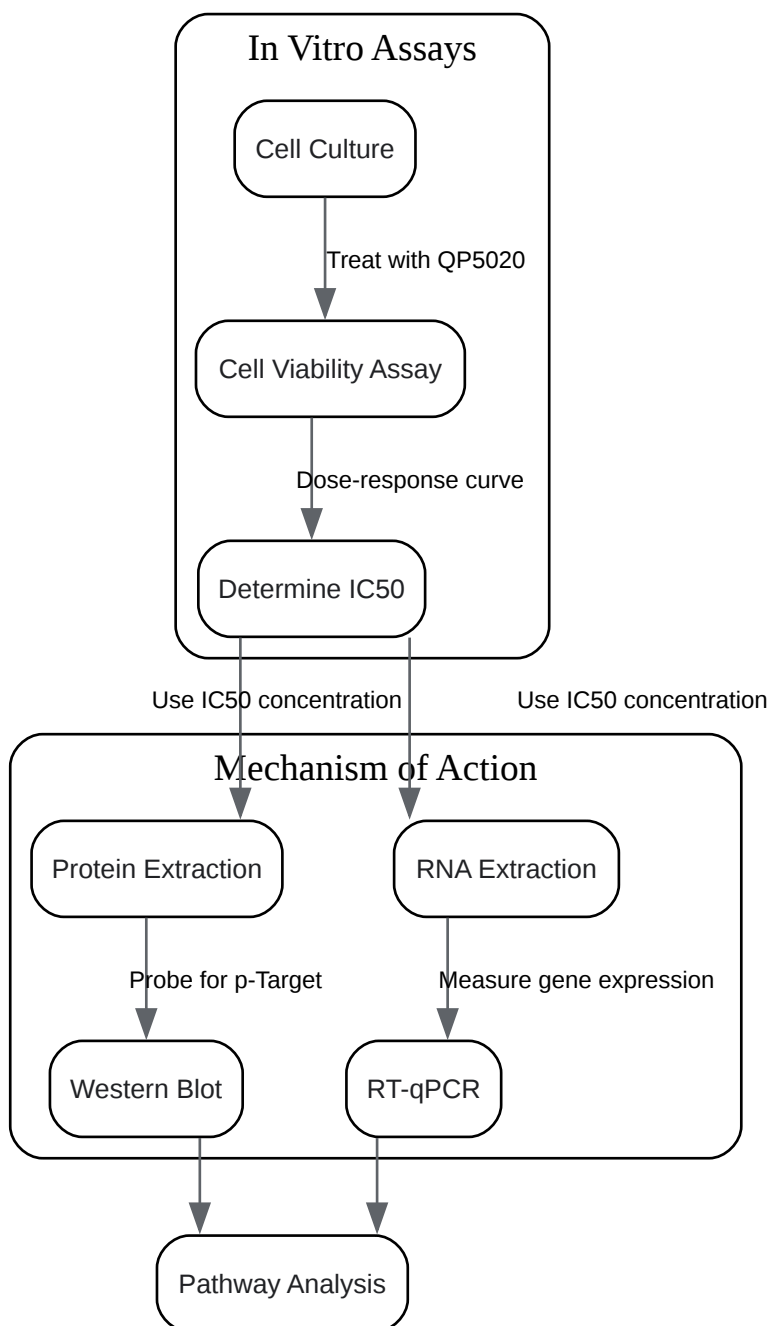 In Vitro Assays
Cell Culture
Treat with QP5020
Cell Viability Assay
Dose-response curve
Determine IC50
Use IC50 concentration
Use IC50 concentration
Mechanism of Action
Protein Extraction
RNA Extraction
Probe for p-Target
Measure gene expression
Western Blot
RT-qPCR
Pathway Analysis